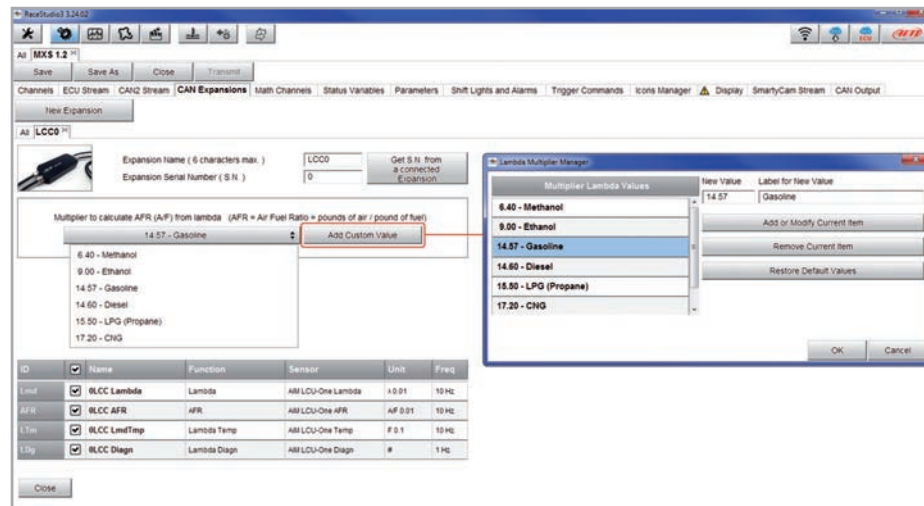 RaceStudio3 3.24.02
ECU
All MXS 1.2
Save Save As Close Transmit
Channels ECU Stream CAN2 Stream CAN Expansions Math Channels Status Variables Parameters Shift Lights and Alarms Trigger Commands Icons Manager Display SmartyCam Stream CAN Output
New Expansion
All LCC0
Expansion Name ( 6 characters max. ) LCC0
Expansion Serial Number ( S.N. ) 0
Get S.N. from
a connected
Expansion
Multiplier to calculate AFR (A/F) from lambda (AFR = Air Fuel Ratio = pounds of air / pound of fuel)
14.57 - Gasoline Add Custom Value
6.40 - Methanol
9.00 - Ethanol
14.57 - Gasoline
14.60 - Diesel
15.50 - LPG (Propane)
17.20 - CNG
ID Name Function Sensor Unit Freq
Lmd 0LCC Lambda Lambda AiM LCU-One Lambda λ 0.01 10 Hz
AFR 0LCC AFR AFR AiM LCU-One AFR A/F 0.01 10 Hz
LTm 0LCC LmdTmp Lambda Temp AiM LCU-One Temp F 0.1 10 Hz
LDg 0LCC Diagn Lambda Diagn AiM LCU-One Diagn # 1 Hz
Close
Lambda Multiplier Manager
Multiplier Lambda Values
6.40 - Methanol
9.00 - Ethanol
14.57 - Gasoline
14.60 - Diesel
15.50 - LPG (Propane)
17.20 - CNG
New Value Label for New Value
14.57 Gasoline
Add or Modify Current Item
Remove Current Item
Restore Default Values
OK Cancel